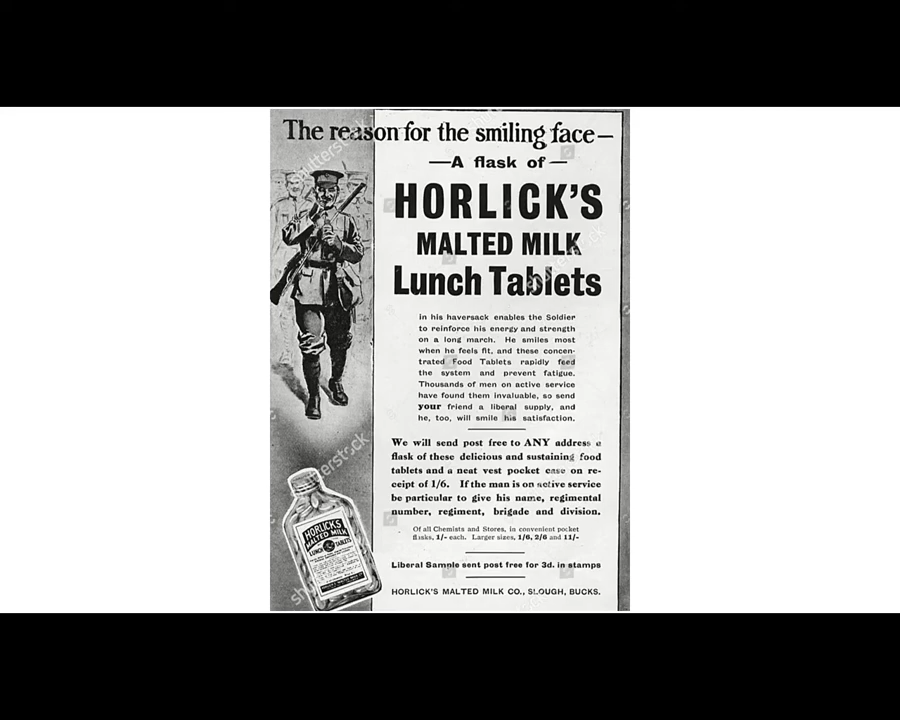 The reason for the smiling face—
—A flask of—
HORLICK'S
MALTED MILK
Lunch Tablets
in his haversack enables the Soldier
to reinforce his energy and strength
on a long march. He smiles most
when he feels fit, and these concen-
trated Food Tablets rapidly feed
the system and prevent fatigue.
Thousands of men on active service
have found them invaluable, so send
your friend a liberal supply, and
he, too, will smile his satisfaction.
We will send post free to ANY address a
flask of these delicious and sustaining food
tablets and a neat vest pocket case on re-
ceipt of 1/6. If the man is on active service
be particular to give his name, regimental
number, regiment, brigade and division.
Of all Chemists and Stores, in convenient pocket
flasks, 1/- each. Larger sizes, 1/6, 2/6 and 11/-
Liberal Sample sent post free for 3d. in stamps
HORLICK'S MALTED MILK CO., SLOUGH, BUCKS.
HORLICK'S
MALTED MILK
LUNCH TABLETS
shutterstock
shutterstock
shutterstock